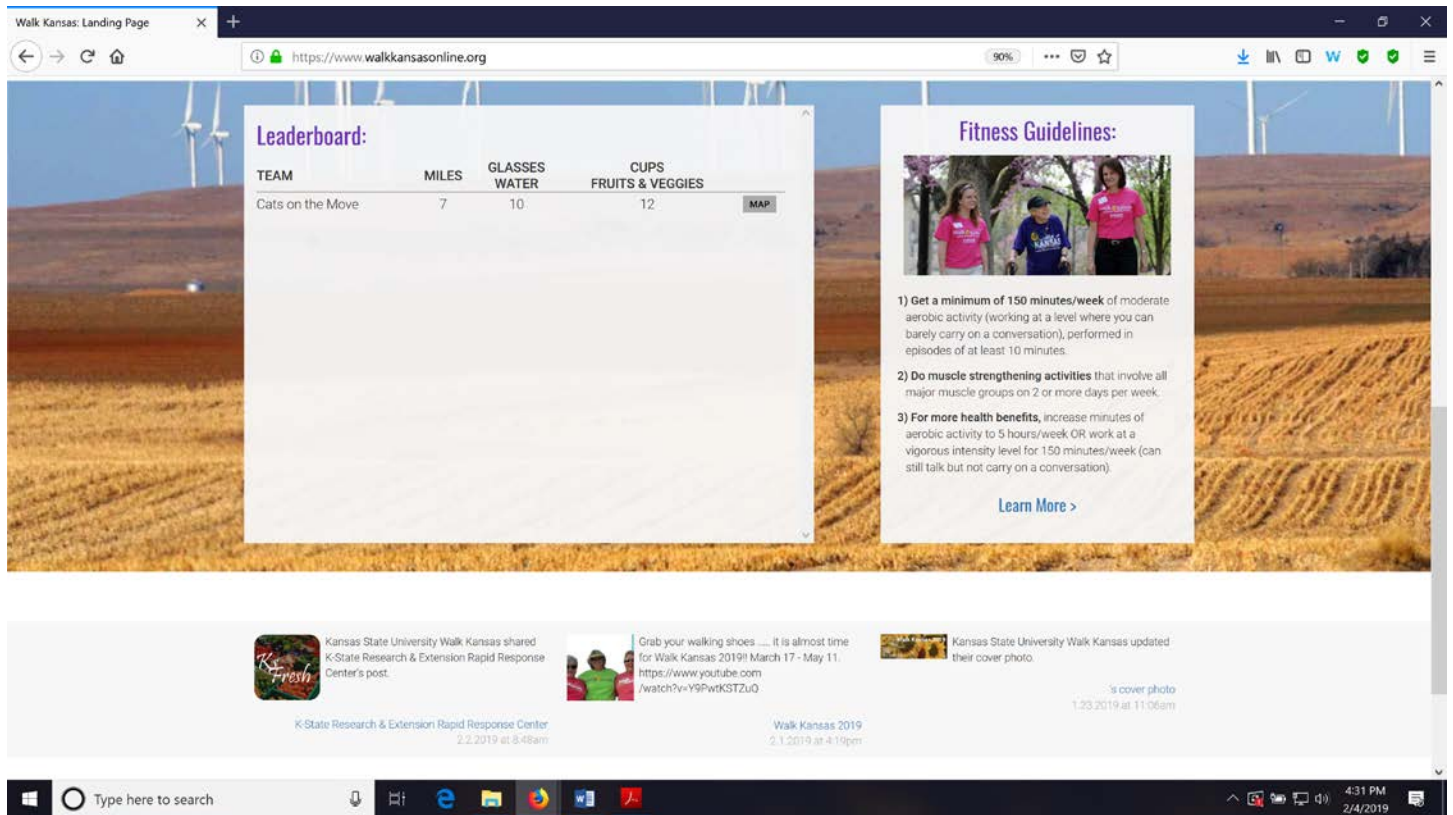 Walk Kansas: Landing Page
https://www.walkkansasonline.org
90%
Leaderboard:
TEAM MILES GLASSES WATER CUPS FRUITS & VEGGIES
Cats on the Move 7 10 12 MAP
Fitness Guidelines:
1) Get a minimum of 150 minutes/week of moderate
aerobic activity (working at a level where you can
barely carry on a conversation), performed in
episodes of at least 10 minutes.
2) Do muscle strengthening activities that involve all
major muscle groups on 2 or more days per week.
3) For more health benefits, increase minutes of
aerobic activity to 5 hours/week OR work at a
vigorous intensity level for 150 minutes/week (can
still talk but not carry on a conversation).
Learn More >
Ks Fresh
Kansas State University Walk Kansas shared
K-State Research & Extension Rapid Response
Center's post.
K-State Research & Extension Rapid Response Center
2.2.2019 at 8:48am
Grab your walking shoes ..... it is almost time
for Walk Kansas 2019!! March 17 - May 11.
https://www.youtube.com
/watch?v=Y9PwtKSTZuQ
Walk Kansas 2019
2.1.2019 at 4:19pm
Kansas State University Walk Kansas updated
their cover photo.
's cover photo
1.23.2019 at 11:06am
Type here to search
4:31 PM
2/4/2019